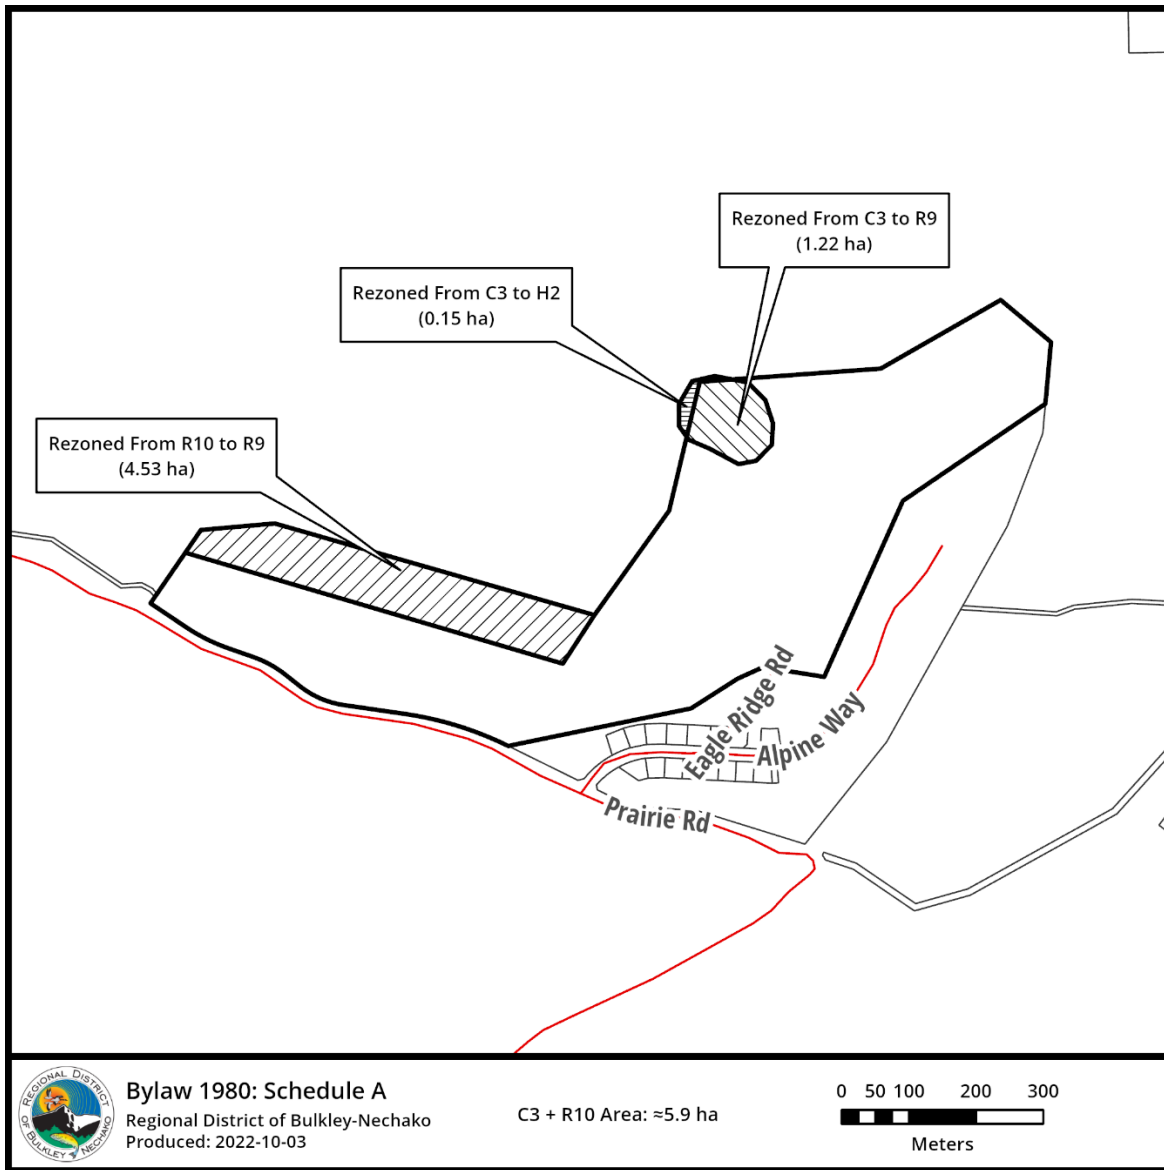 Rezoned From C3 to R9
(1.22 ha)
Rezoned From C3 to H2
(0.15 ha)
Rezoned From R10 to R9
(4.53 ha)
Eagle Ridge Rd
Alpine Way
Prairie Rd
REGIONAL DISTRICT
OF BULKLEY NECHAKO
Bylaw 1980: Schedule A
Regional District of Bulkley-Nechako
Produced: 2022-10-03
C3 + R10 Area: ≈5.9 ha
0 50 100 200 300
Meters